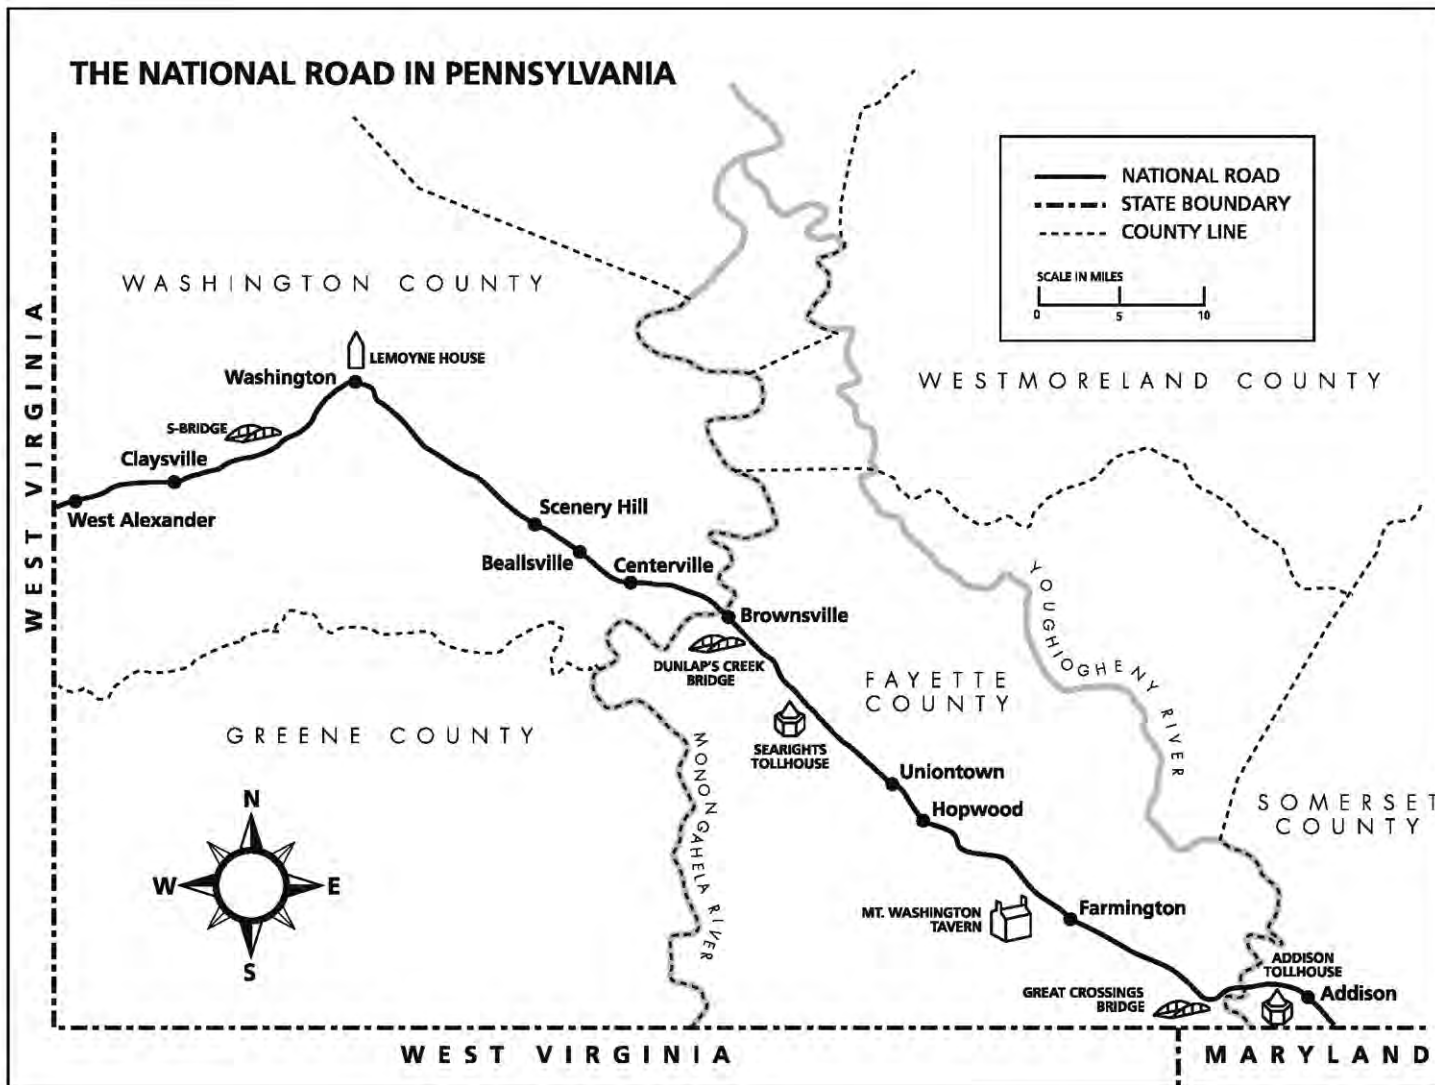 THE NATIONAL ROAD IN PENNSYLVANIA
NATIONAL ROAD
STATE BOUNDARY
COUNTY LINE
SCALE IN MILES
0 5 10
WASHINGTON COUNTY
WEST VIRGINIA
LEMOYNE HOUSE
Washington
WESTMORELAND COUNTY
S-BRIDGE
Claysville
West Alexander
Scenery Hill
Beallsville
Centerville
Brownsville
DUNLAP'S CREEK
BRIDGE
YOUGHIOGHENY RIVER
FAYETTE
COUNTY
GREENE COUNTY
MONONGAHELA RIVER
SEARIGHTS
TOLLHOUSE
Uniontown
Hopwood
SOMERSET
COUNTY
N
W E
S
MT. WASHINGTON
TAVERN
Farmington
ADDISON
TOLLHOUSE
GREAT CROSSINGS
BRIDGE
Addison
WEST VIRGINIA
MARYLAND